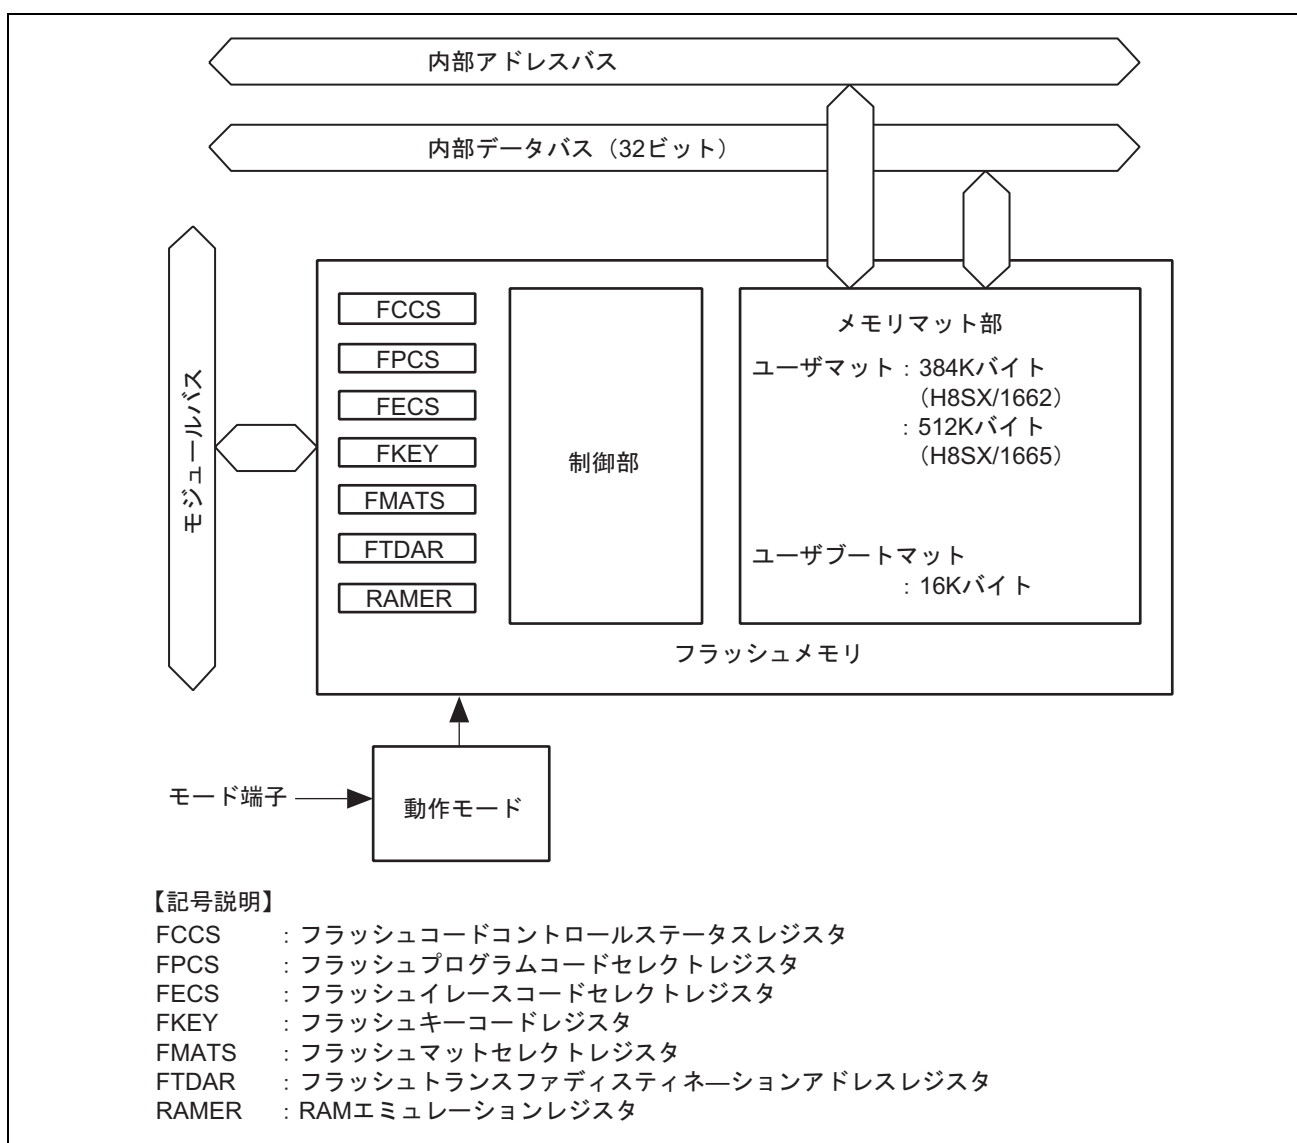 内部アドレスバス
内部データバス（32ビット）
モジュールバス
FCCS
FPCS
FECS
FKEY
FMATS
FTDAR
RAMER
制御部
メモリマット部
ユーザマット：384Kバイト
（H8SX/1662）
：512Kバイト
（H8SX/1665）
ユーザブートマット
：16Kバイト
フラッシュメモリ
モード端子
動作モード
【記号説明】
FCCS ：フラッシュコードコントロールステータスレジスタ
FPCS ：フラッシュプログラムコードセレクトレジスタ
FECS ：フラッシュイレースコードセレクトレジスタ
FKEY ：フラッシュキーコードレジスタ
FMATS ：フラッシュマットセレクトレジスタ
FTDAR ：フラッシュトランスファディスティネ―ションアドレスレジスタ
RAMER ：RAMエミュレーションレジスタ